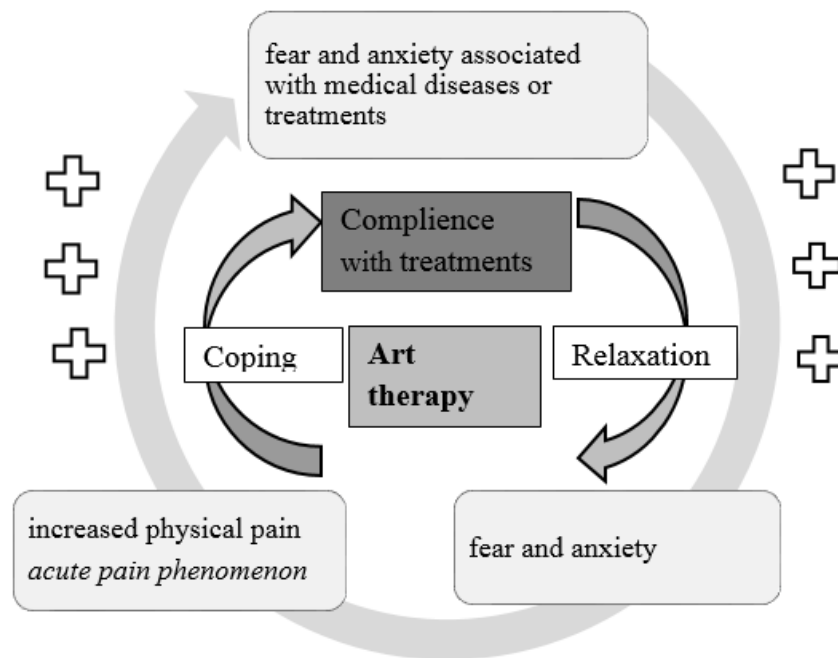 fear and anxiety associated
with medical diseases or
treatments
Complience
with treatments
Coping
Art
therapy
Relaxation
increased physical pain
acute pain phenomenon
fear and anxiety